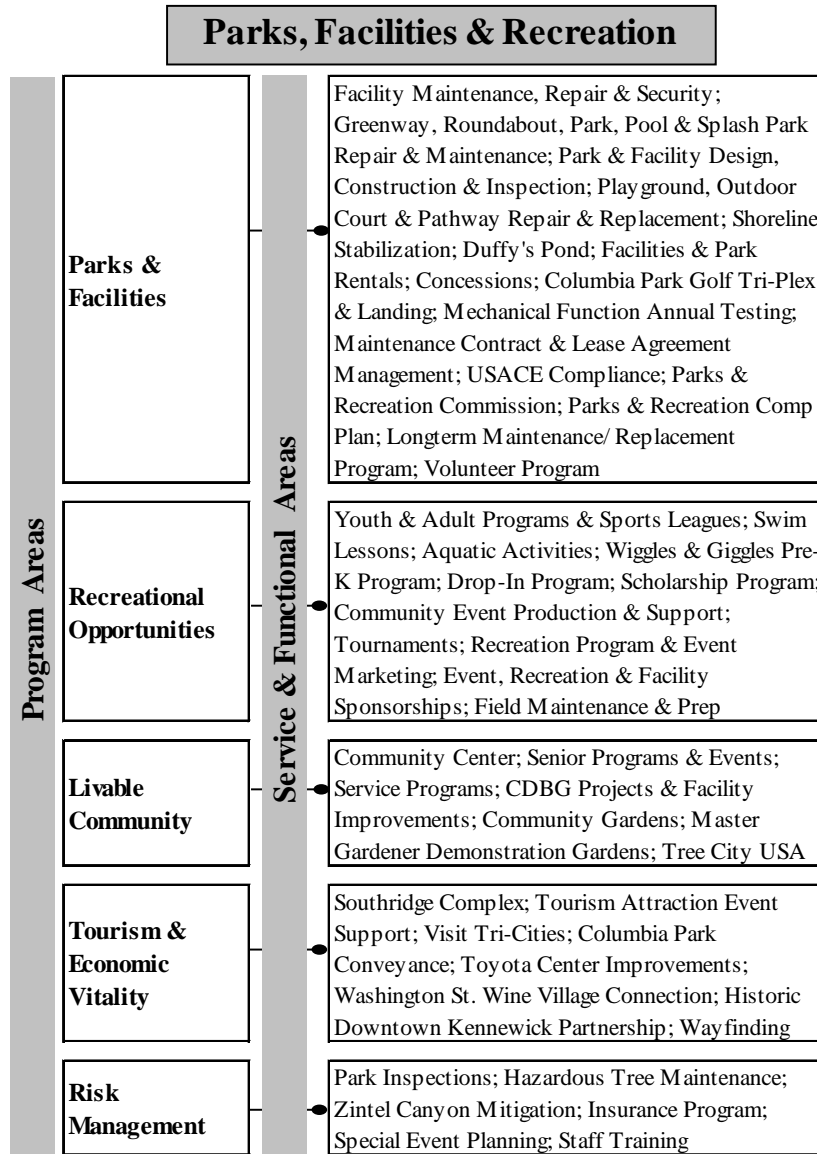 Parks, Facilities & Recreation
Program Areas
Service & Functional Areas
Parks &
Facilities
Facility Maintenance, Repair & Security;
Greenway, Roundabout, Park, Pool & Splash Park
Repair & Maintenance; Park & Facility Design,
Construction & Inspection; Playground, Outdoor
Court & Pathway Repair & Replacement; Shoreline
Stabilization; Duffy's Pond; Facilities & Park
Rentals; Concessions; Columbia Park Golf Tri-Plex
& Landing; Mechanical Function Annual Testing;
Maintenance Contract & Lease Agreement
Management; USACE Compliance; Parks &
Recreation Commission; Parks & Recreation Comp
Plan; Longterm Maintenance/ Replacement
Program; Volunteer Program
Recreational
Opportunities
Youth & Adult Programs & Sports Leagues; Swim
Lessons; Aquatic Activities; Wiggles & Giggles Pre-
K Program; Drop-In Program; Scholarship Program;
Community Event Production & Support;
Tournaments; Recreation Program & Event
Marketing; Event, Recreation & Facility
Sponsorships; Field Maintenance & Prep
Livable
Community
Community Center; Senior Programs & Events;
Service Programs; CDBG Projects & Facility
Improvements; Community Gardens; Master
Gardener Demonstration Gardens; Tree City USA
Tourism &
Economic
Vitality
Southridge Complex; Tourism Attraction Event
Support; Visit Tri-Cities; Columbia Park
Conveyance; Toyota Center Improvements;
Washington St. Wine Village Connection; Historic
Downtown Kennewick Partnership; Wayfinding
Risk
Management
Park Inspections; Hazardous Tree Maintenance;
Zintel Canyon Mitigation; Insurance Program;
Special Event Planning; Staff Training